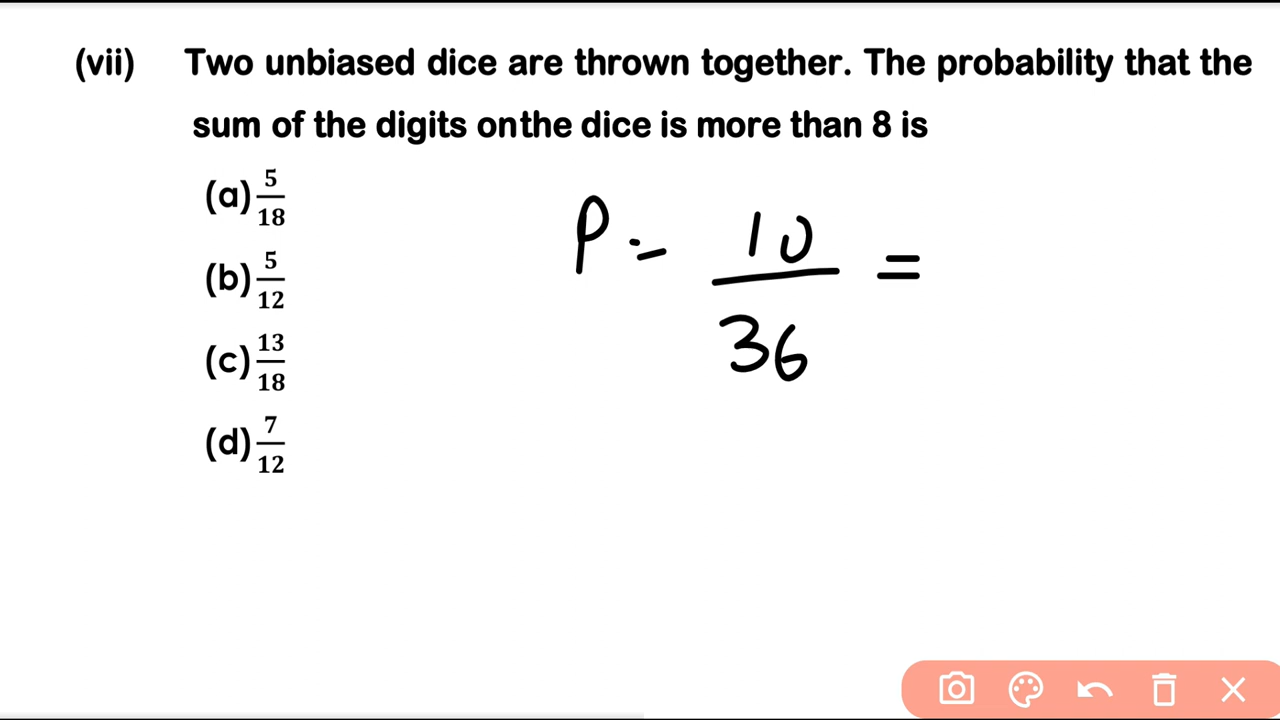 (vii) Two unbiased dice are thrown together. The probability that the
sum of the digits onthe dice is more than 8 is
(a) 5/18
(b) 5/12
(c) 13/18
(d) 7/12
P = 10/36 =